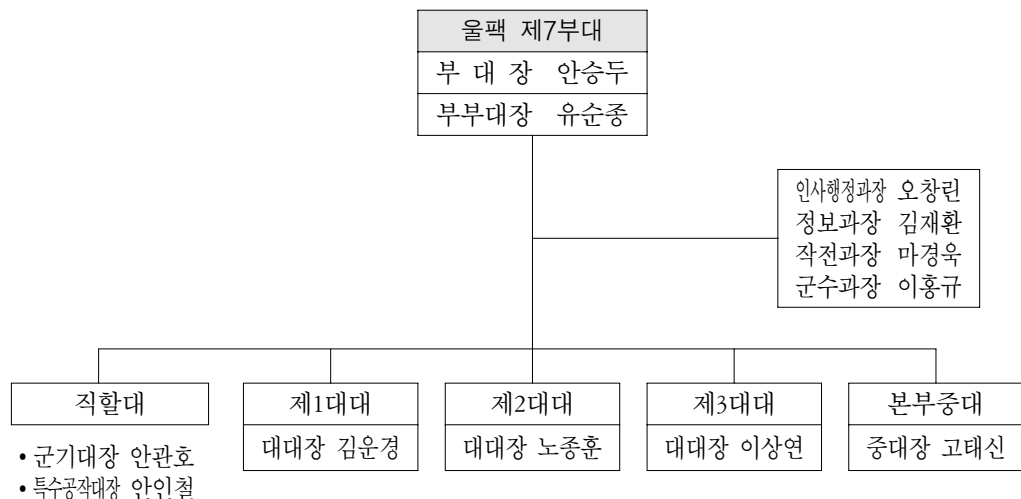 울팩 제7부대
부 대 장 안승두
부부대장 유순종
인사행정과장 오창린
정보과장 김재환
작전과장 마경욱
군수과장 이홍규
직할대
• 군기대장 안관호
• 특수공작대장 안인철
제1대대
대대장 김운경
제2대대
대대장 노종훈
제3대대
대대장 이상연
본부중대
중대장 고태신